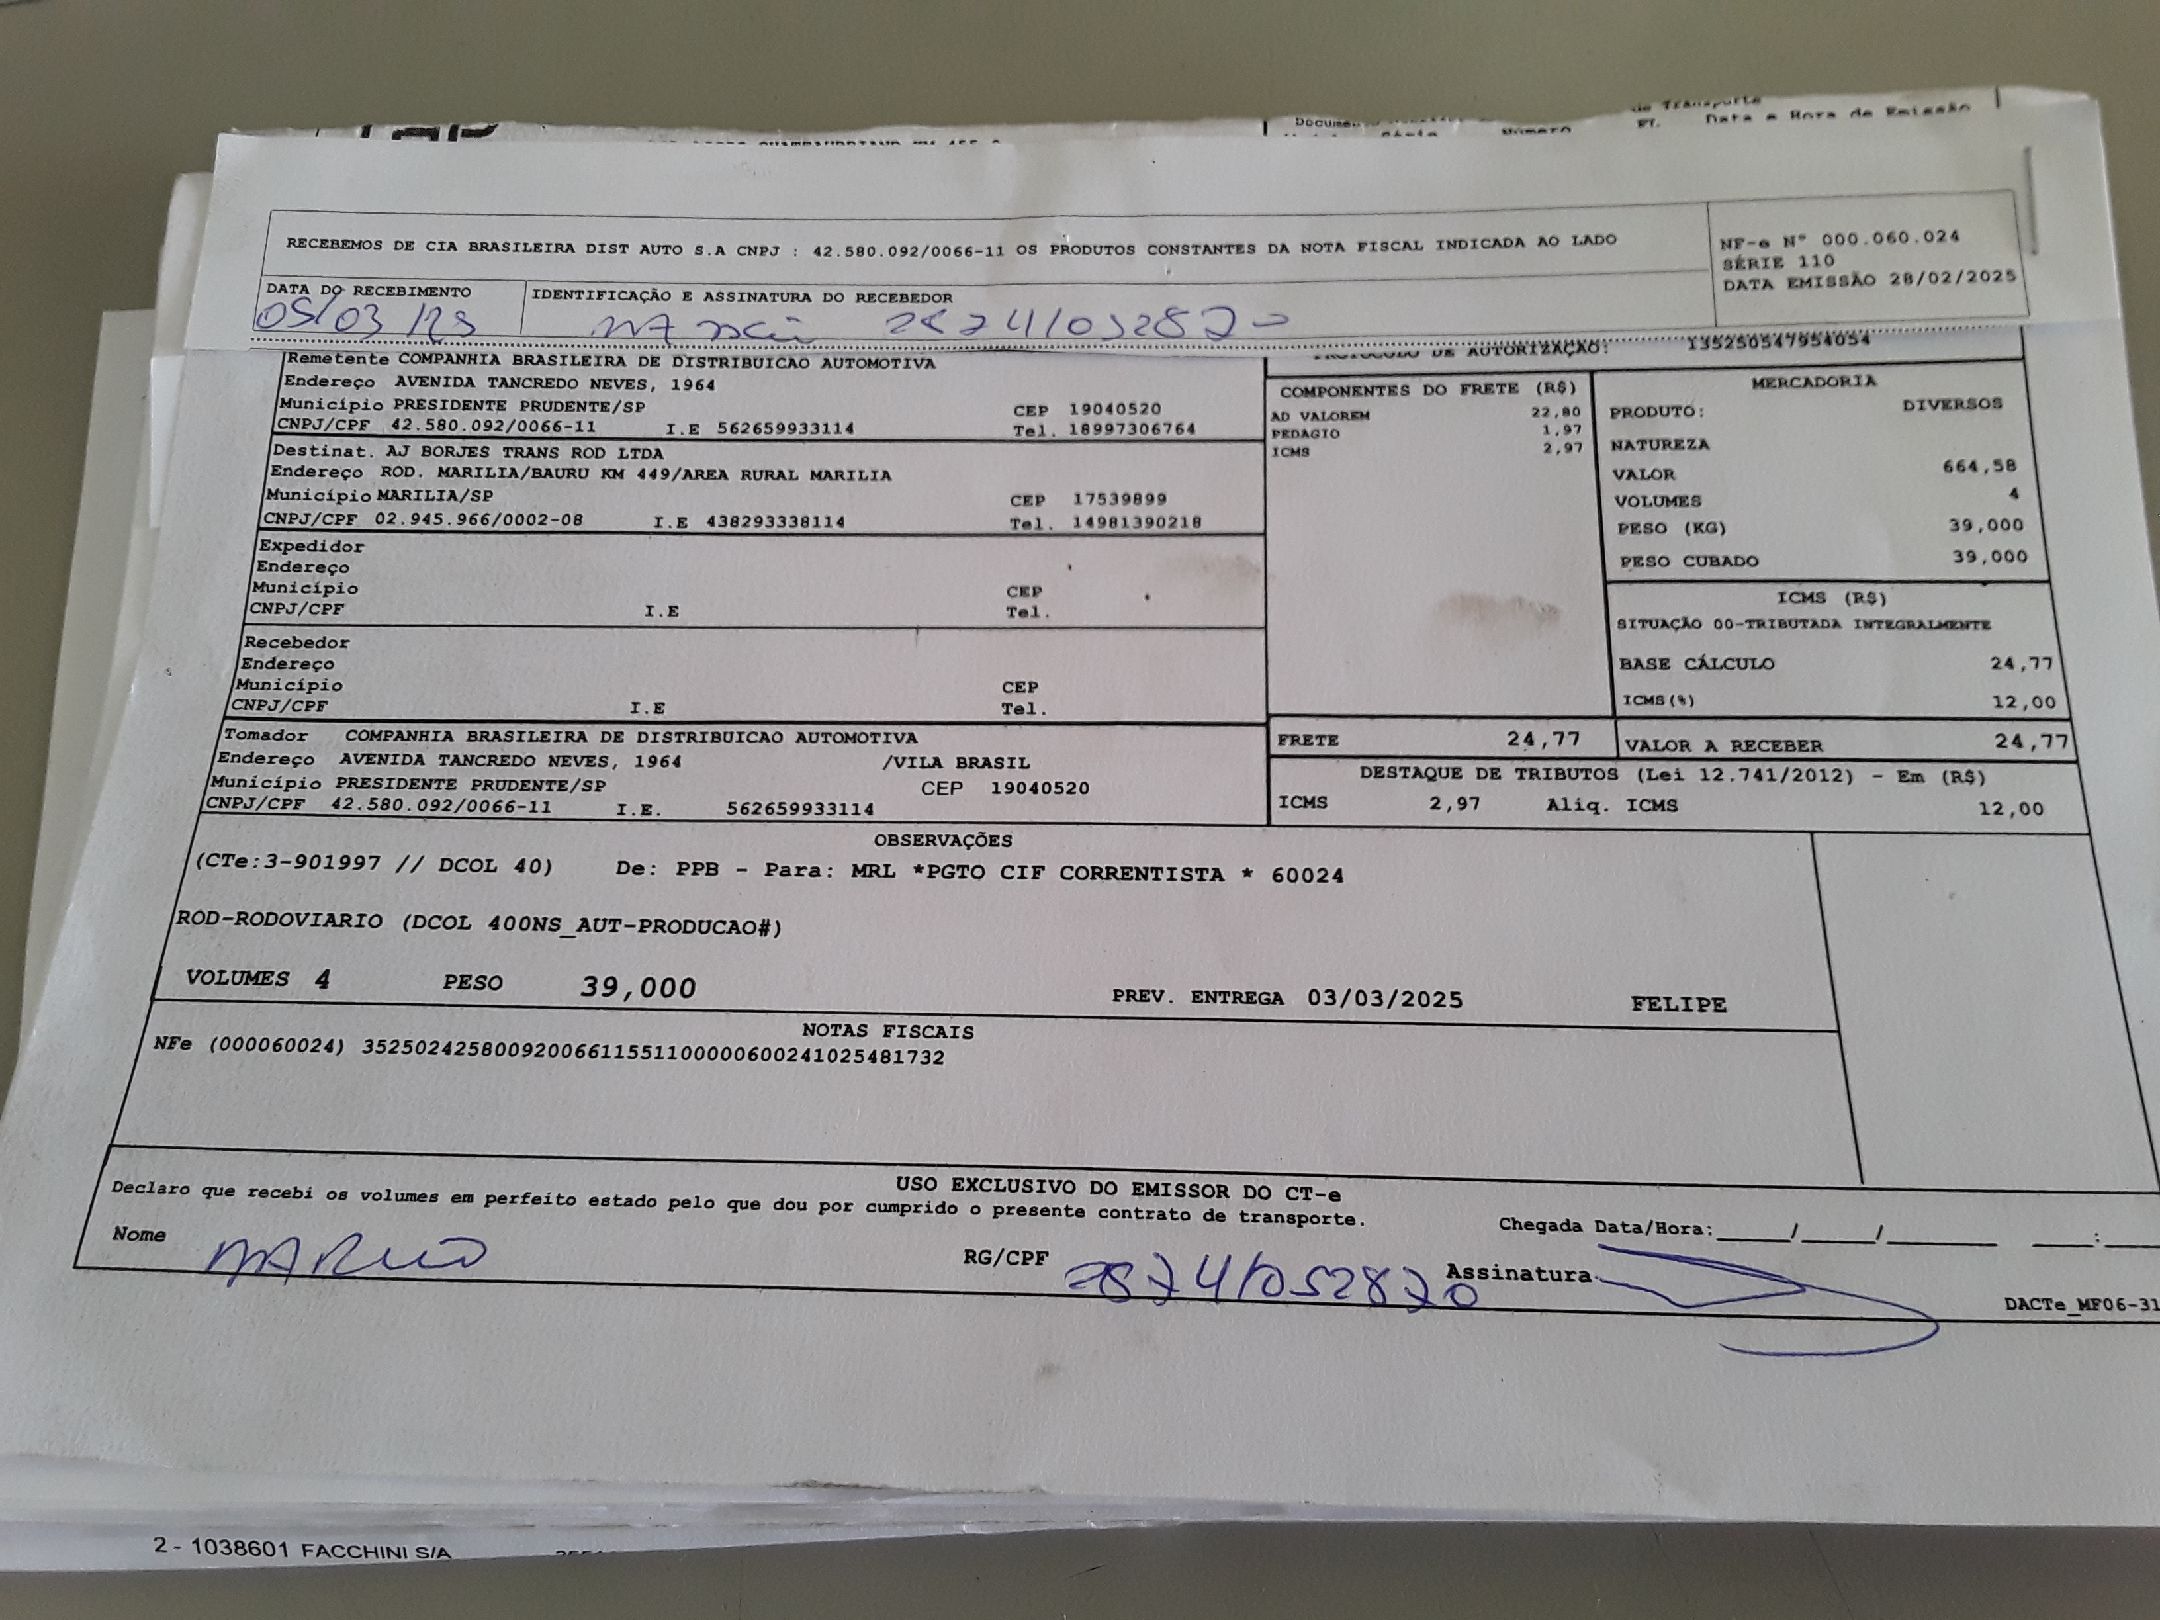 de Transporte
Número
FL. Data e Hora de Emissão
RECEBEMOS DE CIA BRASILEIRA DIST AUTO S.A CNPJ : 42.580.092/0066-11 OS PRODUTOS CONSTANTES DA NOTA FISCAL INDICADA AO LADO
NF-e N° 000.060.024
SÉRIE 110
DATA EMISSÃO 28/02/2025
DATA DO RECEBIMENTO
IDENTIFICAÇÃO E ASSINATURA DO RECEBEDOR
05/03/25
DE AUTORIZAÇÃO: 135250547954054
Remetente COMPANHIA BRASILEIRA DE DISTRIBUICAO AUTOMOTIVA
Endereço AVENIDA TANCREDO NEVES, 1964
Município PRESIDENTE PRUDENTE/SP CEP 19040520
CNPJ/CPF 42.580.092/0066-11 I.E 562659933114 Tel. 18997306764
Destinat. AJ BORJES TRANS ROD LTDA
Endereço ROD. MARILIA/BAURU KM 449/AREA RURAL MARILIA
Município MARILIA/SP CEP 17539899
CNPJ/CPF 02.945.966/0002-08 I.E 438293338114 Tel. 14981390218
Expedidor
Endereço
Município CEP
CNPJ/CPF I.E Tel.
Recebedor
Endereço
Município CEP
CNPJ/CPF I.E Tel.
Tomador COMPANHIA BRASILEIRA DE DISTRIBUICAO AUTOMOTIVA
Endereço AVENIDA TANCREDO NEVES, 1964 /VILA BRASIL
Município PRESIDENTE PRUDENTE/SP CEP 19040520
CNPJ/CPF 42.580.092/0066-11 I.E. 562659933114
COMPONENTES DO FRETE (R$)
AD VALOREM 22,80
PEDAGIO 1,97
ICMS 2,97
MERCADORIA
PRODUTO: DIVERSOS
NATUREZA
VALOR 664,58
VOLUMES 4
PESO (KG) 39,000
PESO CUBADO 39,000
ICMS (R$)
SITUAÇÃO 00-TRIBUTADA INTEGRALMENTE
BASE CÁLCULO 24,77
ICMS(%) 12,00
FRETE 24,77
VALOR A RECEBER 24,77
DESTAQUE DE TRIBUTOS (Lei 12.741/2012) - Em (R$)
ICMS 2,97 Aliq. ICMS 12,00
OBSERVAÇÕES
(CTe:3-901997 // DCOL 40) De: PPB - Para: MRL *PGTO CIF CORRENTISTA * 60024
ROD-RODOVIARIO (DCOL 400NS_AUT-PRODUCAO#)
VOLUMES 4 PESO 39,000 PREV. ENTREGA 03/03/2025 FELIPE
NOTAS FISCAIS
NFe (000060024) 35250242580092006611551100000600241025481732
USO EXCLUSIVO DO EMISSOR DO CT-e
Declaro que recebi os volumes em perfeito estado pelo que dou por cumprido o presente contrato de transporte.
Chegada Data/Hora:_____/_____/_______ ___:____
Nome
RG/CPF
Assinatura
DACTe_MF06-31
2 - 1038601 FACCHINI S/A